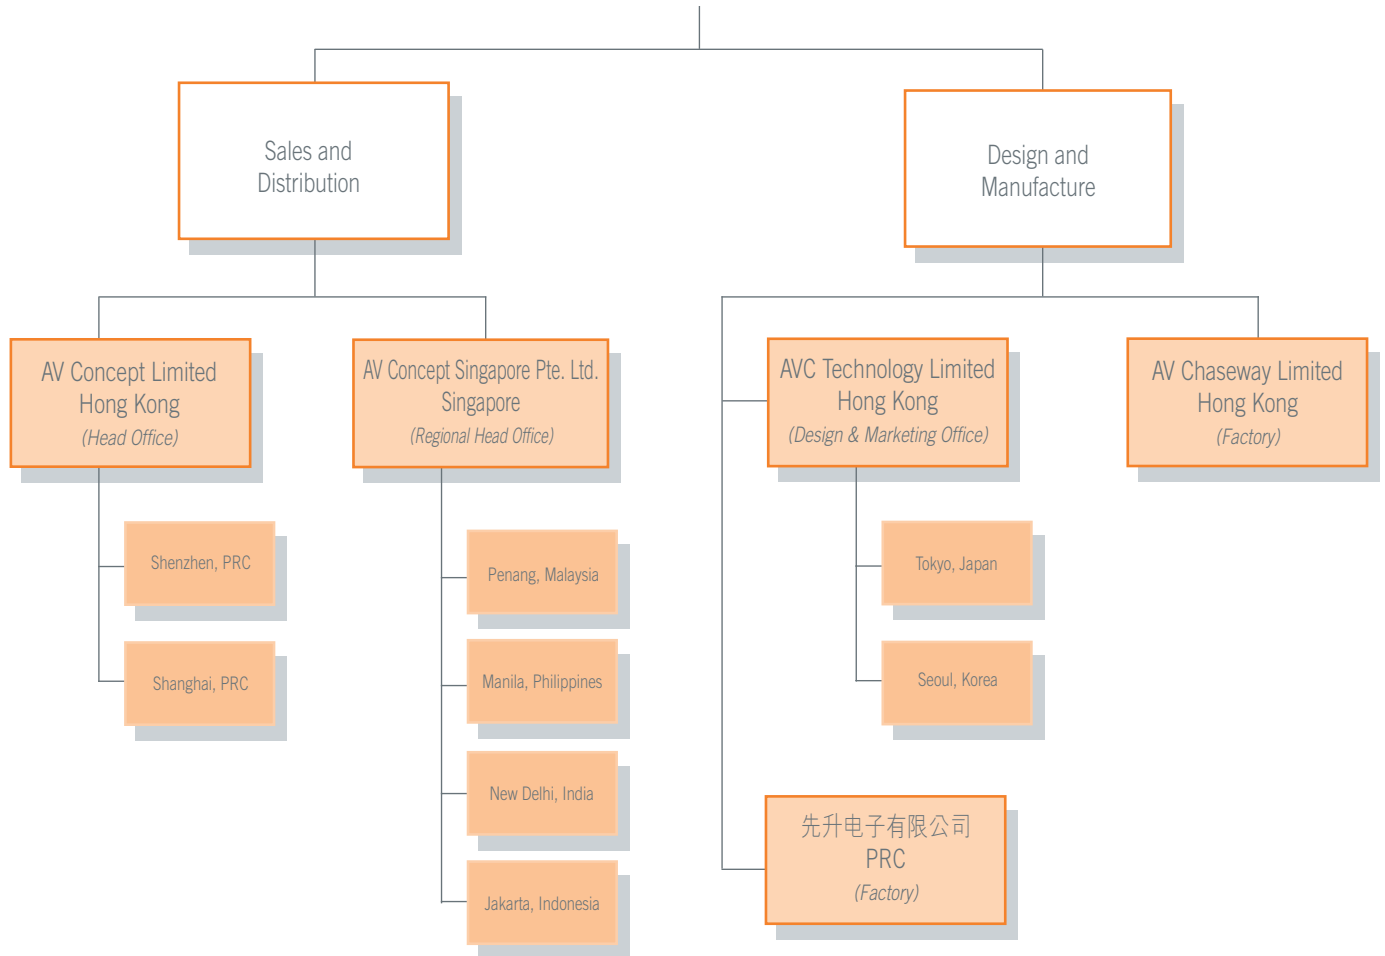 Sales and
Distribution
Design and
Manufacture
AV Concept Limited
Hong Kong
(Head Office)
AV Concept Singapore Pte. Ltd.
Singapore
(Regional Head Office)
AVC Technology Limited
Hong Kong
(Design & Marketing Office)
AV Chaseway Limited
Hong Kong
(Factory)
Shenzhen, PRC
Shanghai, PRC
Penang, Malaysia
Manila, Philippines
New Delhi, India
Jakarta, Indonesia
Tokyo, Japan
Seoul, Korea
先升电子有限公司
PRC
(Factory)